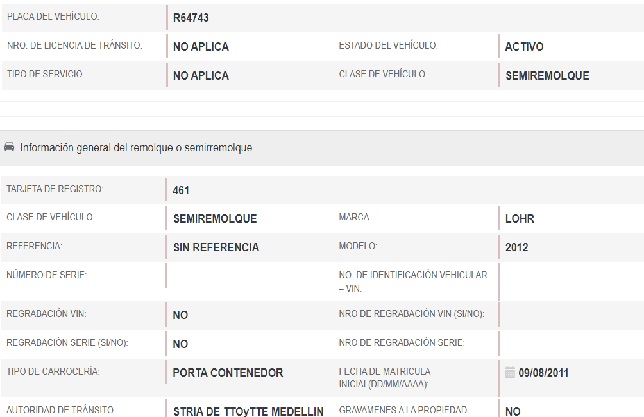 PLACA DEL VEHÍCULO: R64743
NRO. DE LICENCIA DE TRÁNSITO: NO APLICA ESTADO DEL VEHÍCULO: ACTIVO
TIPO DE SERVICIO NO APLICA CLASE DE VEHÍCULO: SEMIREMOLQUE
Información general del remolque o semirremolque
TARJETA DE REGISTRO: 461
CLASE DE VEHÍCULO SEMIREMOLQUE MARCA LOHR
REFERENCIA: SIN REFERENCIA MODELO: 2012
NÚMERO DE SERIE: NO. DE IDENTIFICACIÓN VEHICULAR
– VIN:
REGRABACIÓN VIN: NO NRO DE REGRABACIÓN VIN (SI/NO):
REGRABACIÓN SERIE (SI/NO): NO NRO DE REGRABACIÓN SERIE:
TIPO DE CARROCERÍA: PORTA CONTENEDOR FECHA DE MATRICULA 09/08/2011
INICIAL(DD/MM/AAAA):
AUTORIDAD DE TRÁNSITO STRIA DE TTOyTTE MEDELLIN GRAVAMENES A LA PROPIEDAD NO